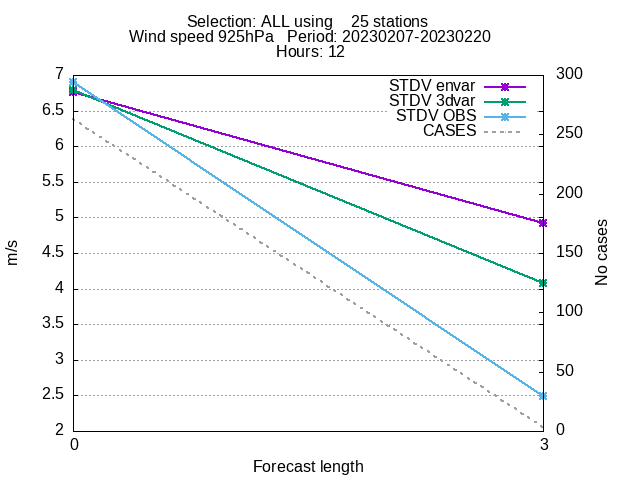 Selection: ALL using    25 stations
Wind speed 925hPa   Period: 20230207-20230220
Hours: 12
7
6.5
6
5.5
5
4.5
4
3.5
3
2.5
2
m/s
STDV envar
STDV 3dvar
STDV OBS
CASES
300
250
200
150
100
50
0
No cases
0
3
Forecast length